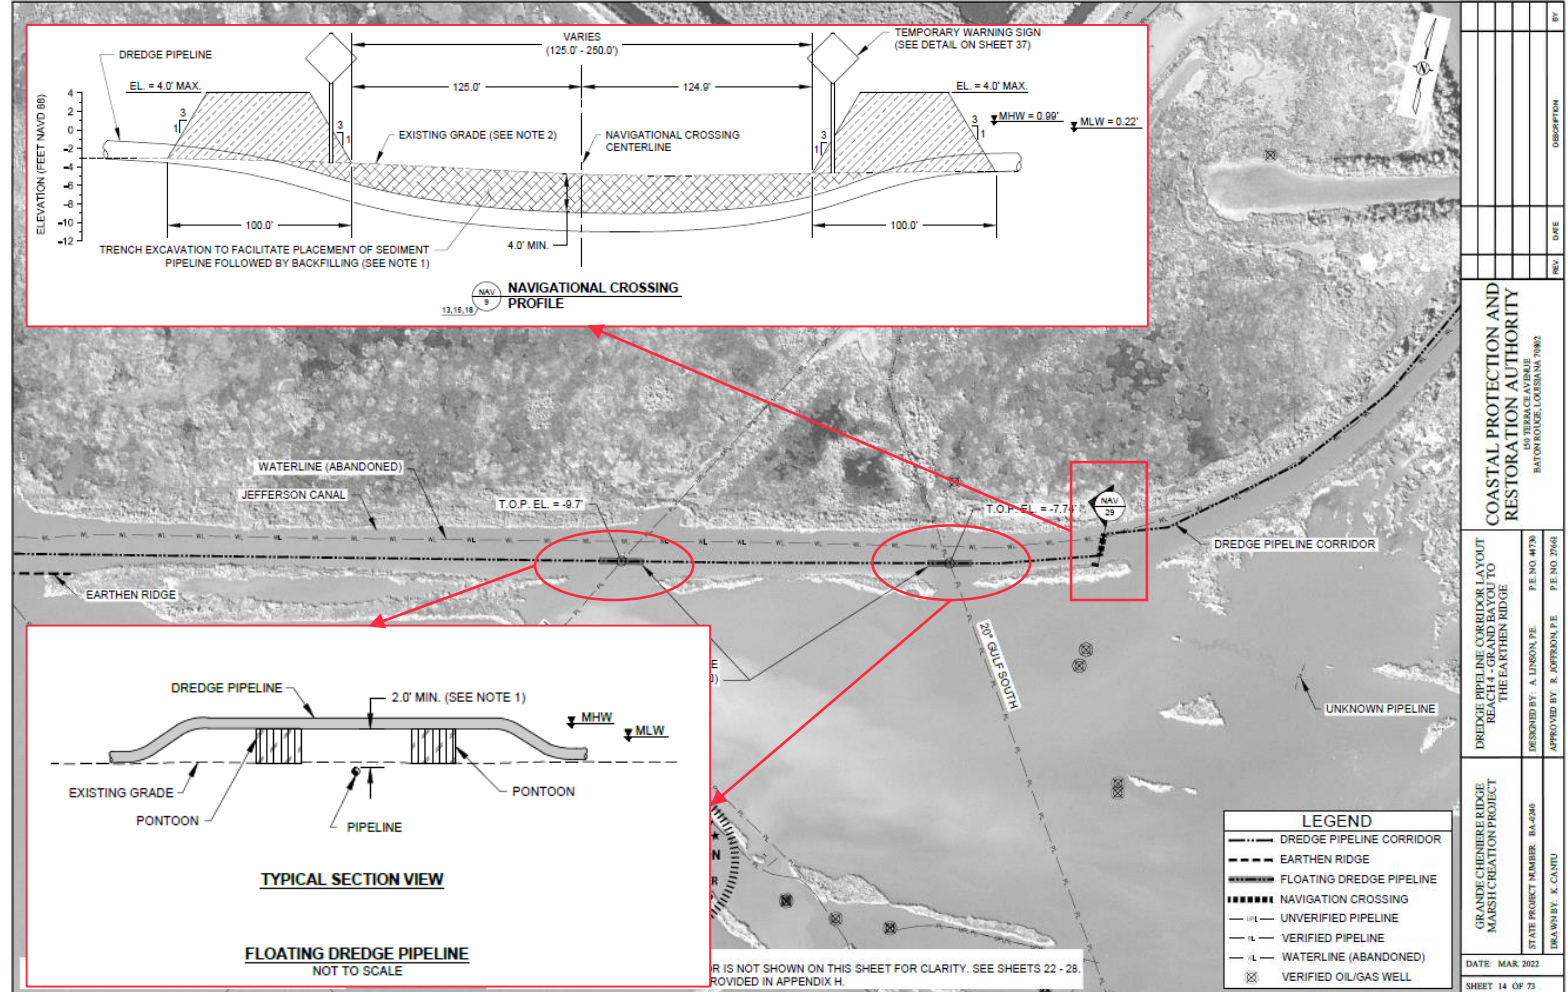 VARIES
(125.0' - 250.0')
TEMPORARY WARNING SIGN
(SEE DETAIL ON SHEET 37)
DREDGE PIPELINE
EL. = 4.0' MAX.
125.0'
124.9'
EL. = 4.0' MAX.
ELEVATION (FEET NAVD 88)
4
2
0
-2
-4
-6
-8
-10
-12
3
1
3
1
3
1
3
1
EXISTING GRADE (SEE NOTE 2)
NAVIGATIONAL CROSSING
CENTERLINE
MHW = 0.99'
MLW = 0.22'
100.0'
100.0'
4.0' MIN.
TRENCH EXCAVATION TO FACILITATE PLACEMENT OF SEDIMENT
PIPELINE FOLLOWED BY BACKFILLING (SEE NOTE 1)
NAV
9
13,15,18
NAVIGATIONAL CROSSING
PROFILE
N
WATERLINE (ABANDONED)
JEFFERSON CANAL
T.O.P. EL. = -9.7'
T.O.P. EL. = -7.74'
NAV
29
DREDGE PIPELINE CORRIDOR
EARTHEN RIDGE
20" GULF SOUTH
UNKNOWN PIPELINE
DREDGE PIPELINE
2.0' MIN. (SEE NOTE 1)
MHW
MLW
EXISTING GRADE
PONTOON
PIPELINE
PONTOON
TYPICAL SECTION VIEW
FLOATING DREDGE PIPELINE
NOT TO SCALE
OR IS NOT SHOWN ON THIS SHEET FOR CLARITY. SEE SHEETS 22 - 28.
ROVIDED IN APPENDIX H.
LEGEND
DREDGE PIPELINE CORRIDOR
EARTHEN RIDGE
FLOATING DREDGE PIPELINE
NAVIGATION CROSSING
UPL UNVERIFIED PIPELINE
PL VERIFIED PIPELINE
WL WATERLINE (ABANDONED)
VERIFIED OIL/GAS WELL
REV. DATE DESCRIPTION BY
COASTAL PROTECTION AND
RESTORATION AUTHORITY
150 TERRACE AVENUE
BATON ROUGE, LOUISIANA 70802
DREDGE PIPELINE CORRIDOR LAYOUT
REACH 4 - GRAND BAYOU TO
THE EARTHEN RIDGE
DESIGNED BY: A. LINSON, P.E. P.E. NO. 44730
APPROVED BY: R. JOFFRION, P.E. P.E. NO. 27661
GRANDE CHENIERE RIDGE
MARSH CREATION PROJECT
STATE PROJECT NUMBER: BA-0240
DRAWN BY: K. CANTU
DATE: MAR. 2022
SHEET 14 OF 73